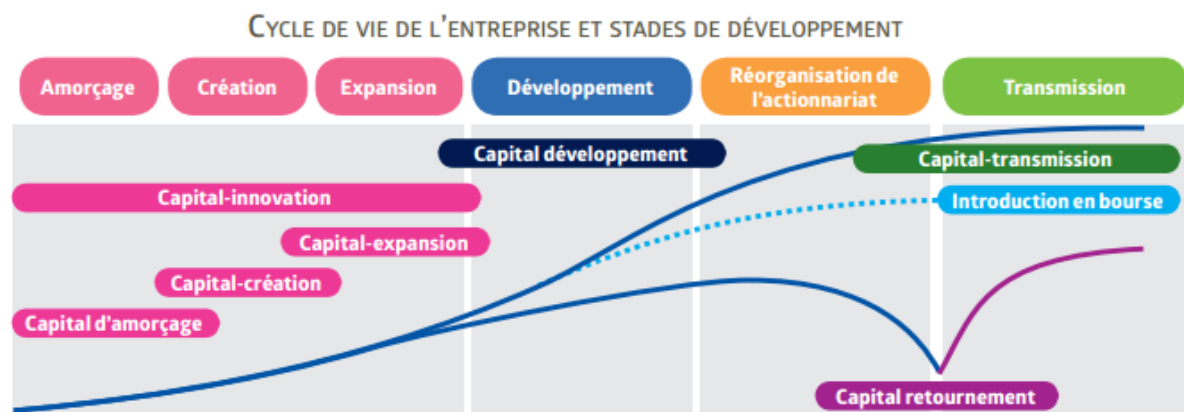 CYCLE DE VIE DE L'ENTREPRISE ET STADES DE DÉVELOPPEMENT
Amorçage
Création
Expansion
Développement
Réorganisation de
l'actionnariat
Transmission
Capital développement
Capital-transmission
Capital-innovation
Introduction en bourse
Capital-expansion
Capital-création
Capital d'amorçage
Capital retournement